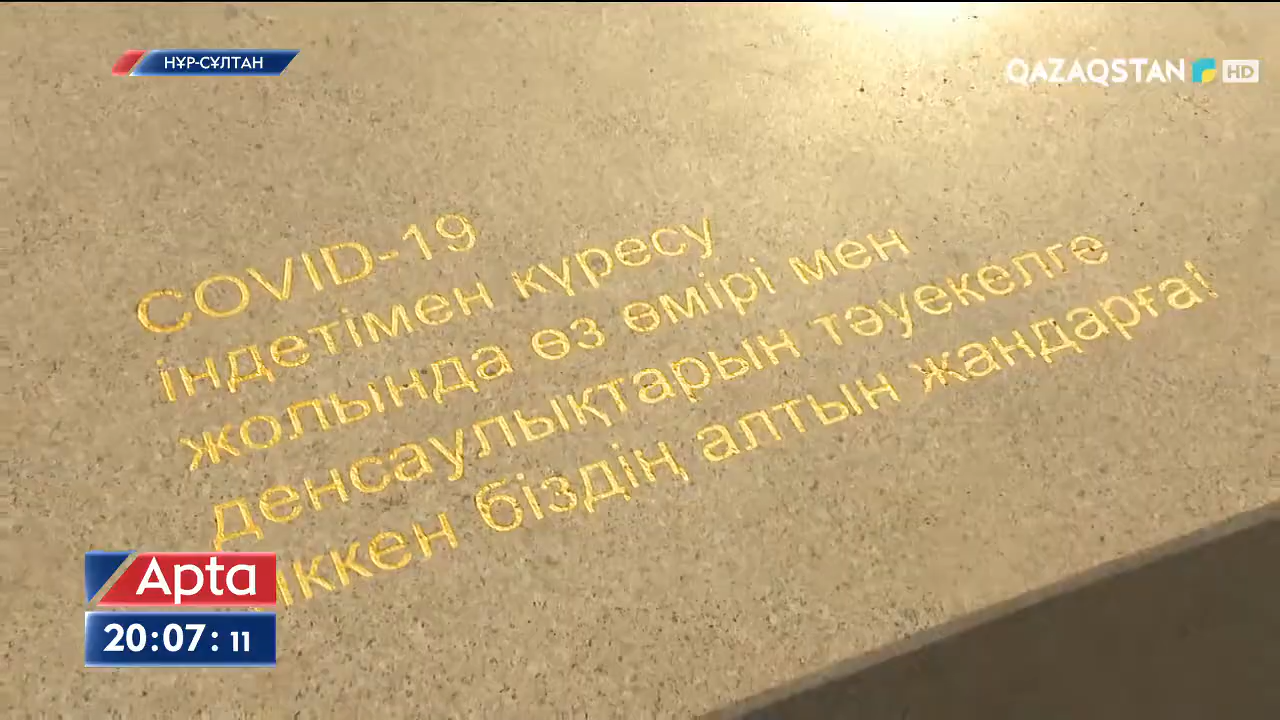 НҰР-СҰЛТАН
QAZAQSTAN HD
COVID-19
індетімен күресу
жолында өз өмірі мен
денсаулықтарын тәуекелге
тіккен біздің алтын жандарға!
Apta
20:07:11